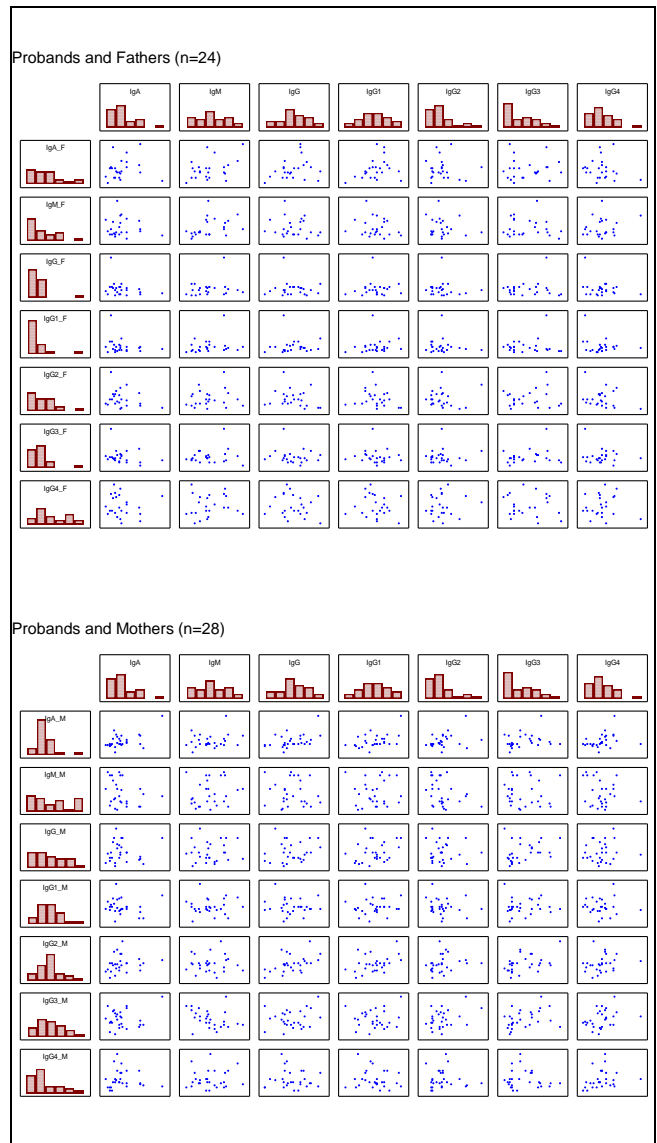 Probands and Fathers (n=24)
IgA IgM IgG IgG1 IgG2 IgG3 IgG4
IgA_F
IgM_F
IgG_F
IgG1_F
IgG2_F
IgG3_F
IgG4_F
Probands and Mothers (n=28)
IgA IgM IgG IgG1 IgG2 IgG3 IgG4
IgA_M
IgM_M
IgG_M
IgG1_M
IgG2_M
IgG3_M
IgG4_M